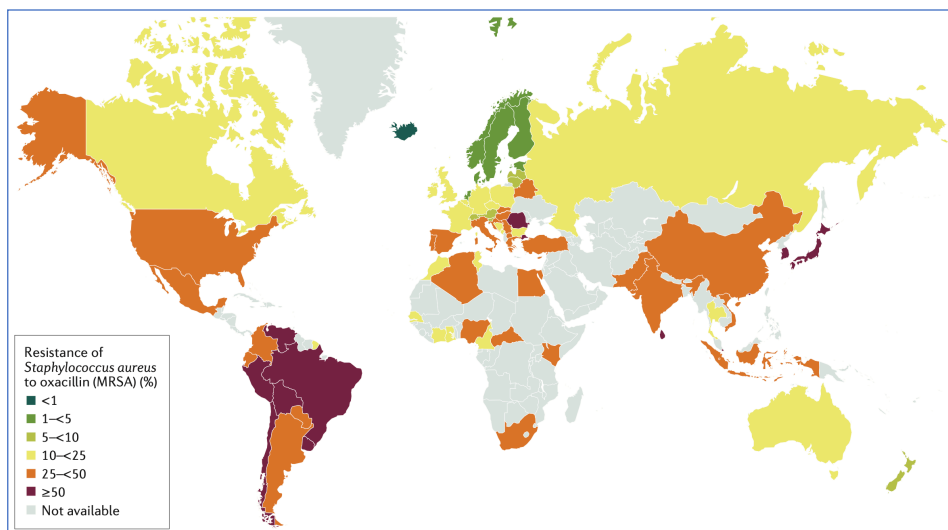 Resistance of
Staphylococcus aureus
to oxacillin (MRSA) (%)
<1
1–<5
5–<10
10–<25
25–<50
≥50
Not available